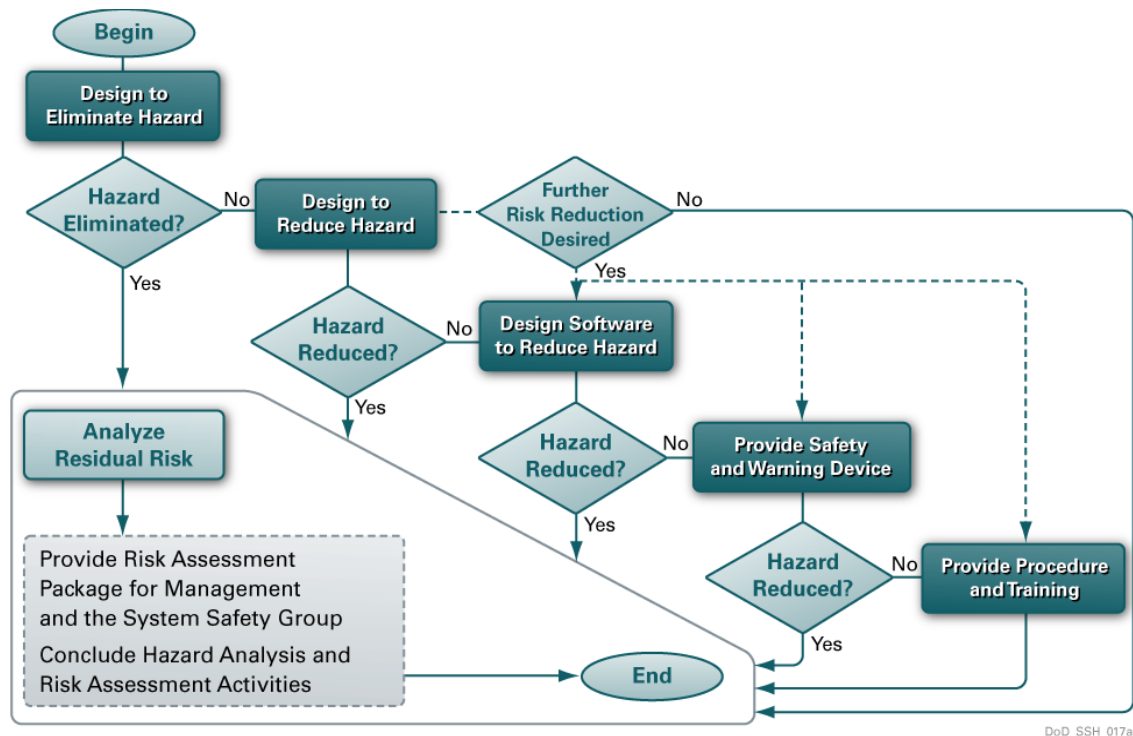 Begin
Design to
Eliminate Hazard
Hazard
Eliminated?
No
Yes
Design to
Reduce Hazard
Further
Risk Reduction
Desired
No
Yes
Hazard
Reduced?
No
Yes
Design Software
to Reduce Hazard
Hazard
Reduced?
No
Yes
Provide Safety
and Warning Device
Hazard
Reduced?
No
Yes
Provide Procedure
and Training
Analyze
Residual Risk
Provide Risk Assessment
Package for Management
and the System Safety Group
Conclude Hazard Analysis and
Risk Assessment Activities
End
DoD_SSH_017a